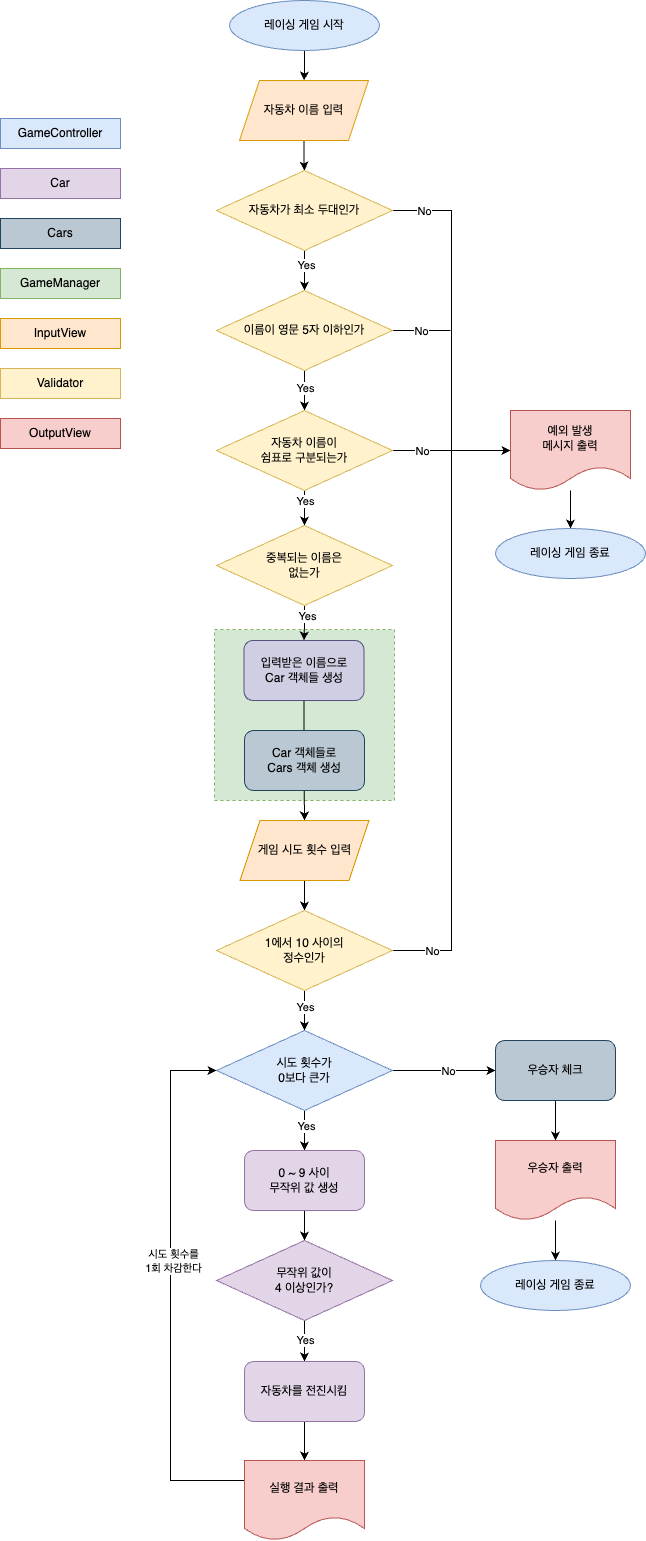 레이싱 게임 시작
자동차 이름 입력
GameController
Car
Cars
GameManager
InputView
Validator
OutputView
자동차가 최소 두대인가
No
Yes
이름이 영문 5자 이하인가
No
Yes
자동차 이름이
쉼표로 구분되는가
No
예외 발생
메시지 출력
레이싱 게임 종료
Yes
중복되는 이름은
없는가
Yes
입력받은 이름으로
Car 객체들 생성
Car 객체들로
Cars 객체 생성
게임 시도 횟수 입력
1에서 10 사이의
정수인가
No
Yes
시도 횟수가
0보다 큰가
No
우승자 체크
우승자 출력
레이싱 게임 종료
Yes
0 ~ 9 사이
무작위 값 생성
시도 횟수를
1회 차감한다
무작위 값이
4 이상인가?
Yes
자동차를 전진시킴
실행 결과 출력